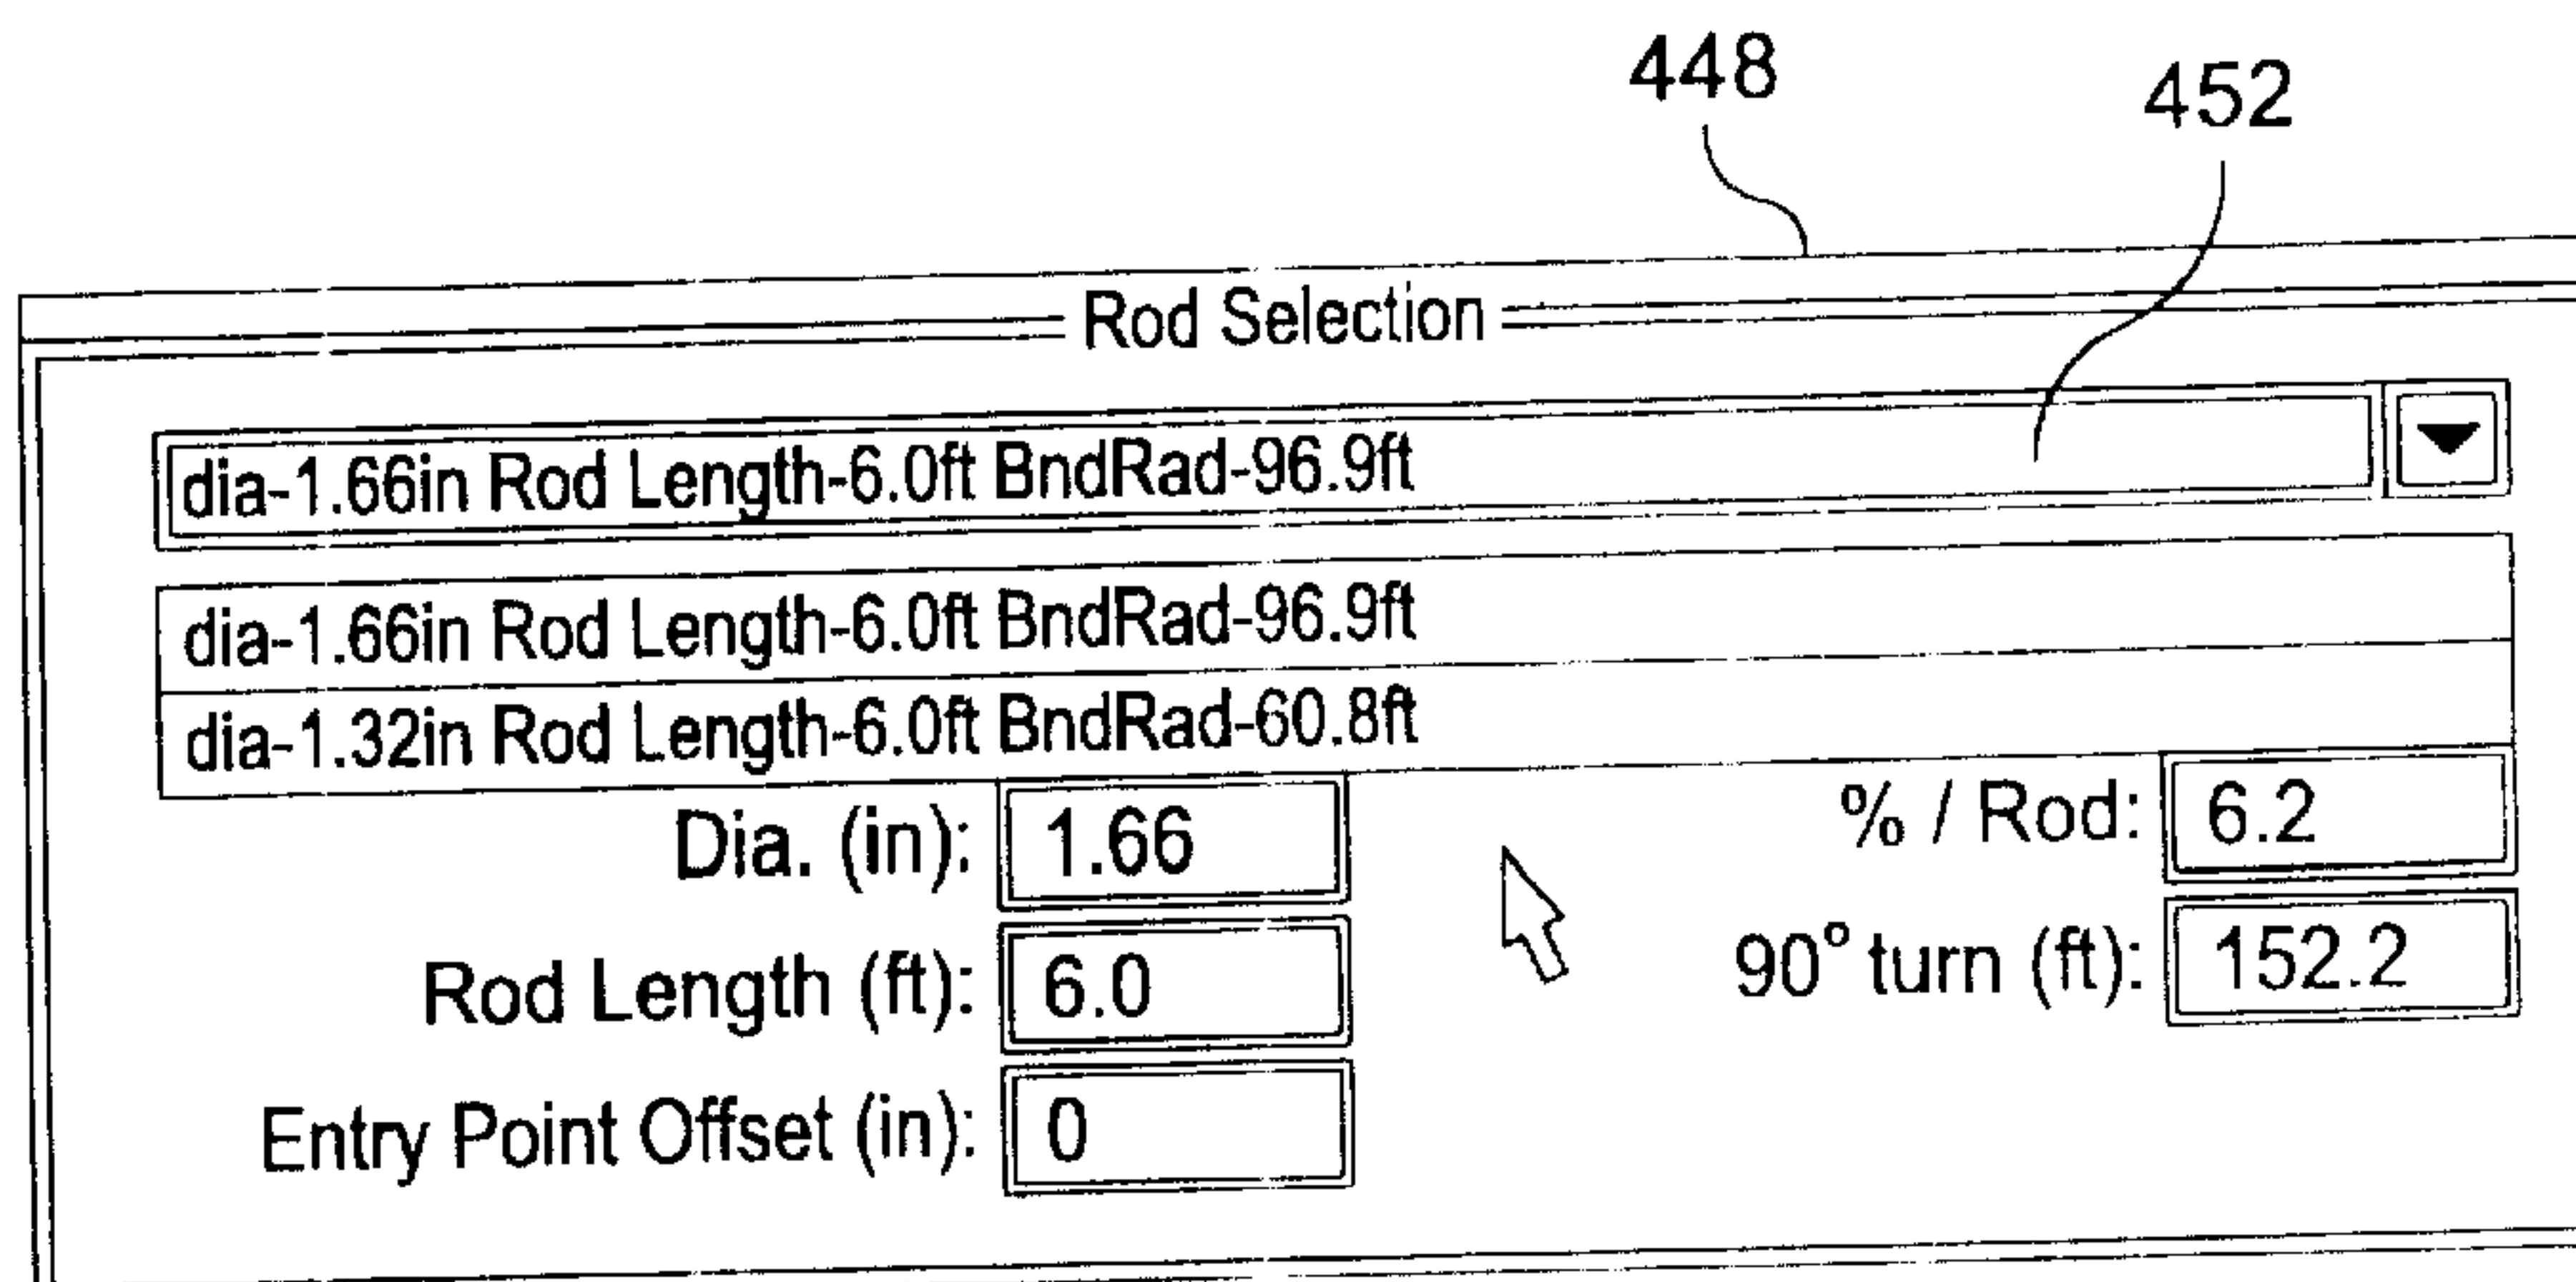 448
452
Rod Selection
dia-1.66in Rod Length-6.0ft BndRad-96.9ft
dia-1.66in Rod Length-6.0ft BndRad-96.9ft
dia-1.32in Rod Length-6.0ft BndRad-60.8ft
Dia. (in): 1.66
% / Rod: 6.2
Rod Length (ft): 6.0
90° turn (ft): 152.2
Entry Point Offset (in): 0